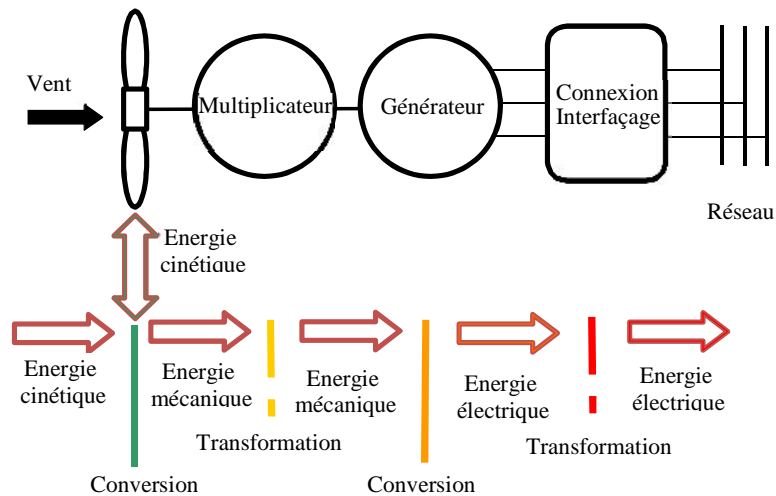 Vent
Multiplicateur
Générateur
Connexion
Interfaçage
Réseau
Energie
cinétique
Energie
cinétique
Energie
mécanique
Energie
mécanique
Energie
électrique
Energie
électrique
Transformation
Transformation
Conversion
Conversion